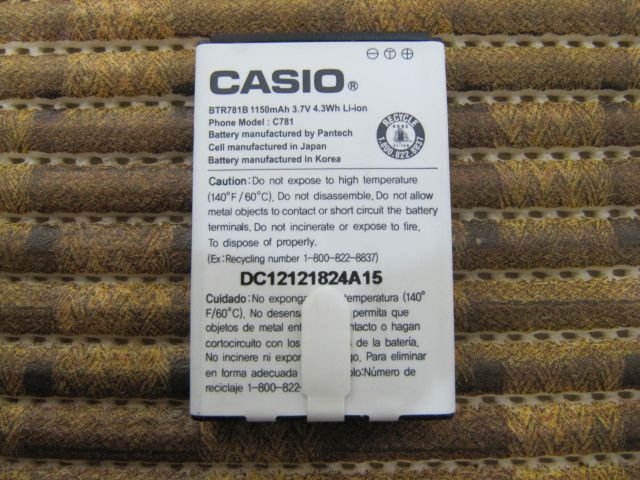 ⊖ Ⓣ ⊕
CASIO®
BTR781B 1150mAh 3.7V 4.3Wh Li-ion
Phone Model : C781
Battery manufactured by Pantech
Cell manufactured in Japan
Battery manufactured in Korea
RECYCLE
1.800.822.8837
Caution: Do not expose to high temperature
(140°F/60°C). Do not disassemble. Do not allow
metal objects to contact or short circuit the battery
terminals. Do not incinerate or expose to fire.
To dispose of properly.
(Ex: Recycling number 1-800-822-8837)
DC12121824A15
Cuidado: No expong temperatura (140°
F/60°C). No desens permita que
objetos de metal ent ntacto o hagan
cortocircuito con los s de la batería.
No incinere ni expon go. Para eliminar
en forma adecuada plo:Número de
reciclaje 1-800-822-